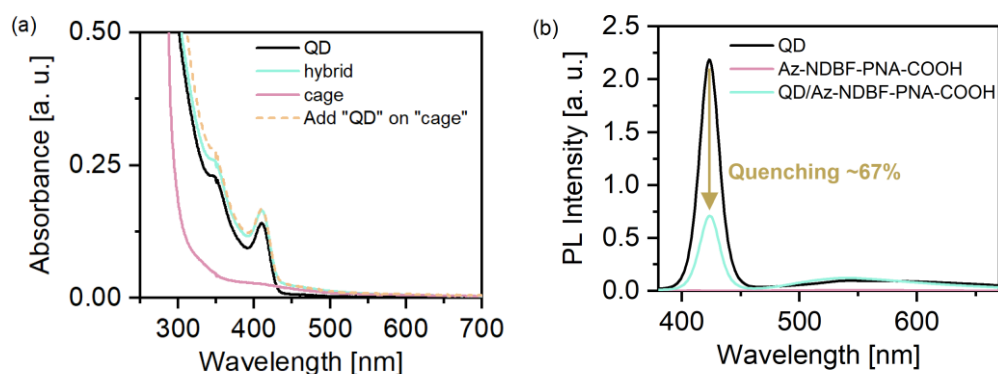 (a)
0.50
0.25
0.00
Absorbance [a. u.]
QD
hybrid
cage
Add "QD" on "cage"
300 400 500 600 700
Wavelength [nm]
(b)
2.5
2.0
1.5
1.0
0.5
0.0
PL Intensity [a. u.]
QD
Az-NDBF-PNA-COOH
QD/Az-NDBF-PNA-COOH
Quenching ~67%
400 500 600
Wavelength [nm]